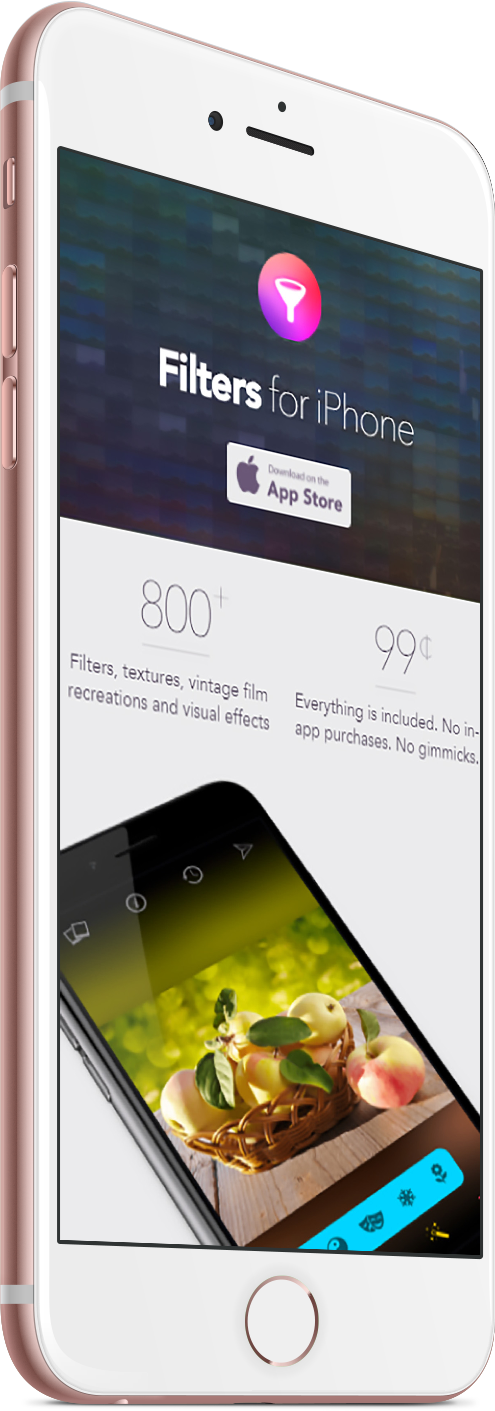 Filters for iPhone
Download on the
App Store
800+
Filters, textures, vintage film
recreations and visual effects
99¢
Everything is included. No in-
app purchases. No gimmicks.